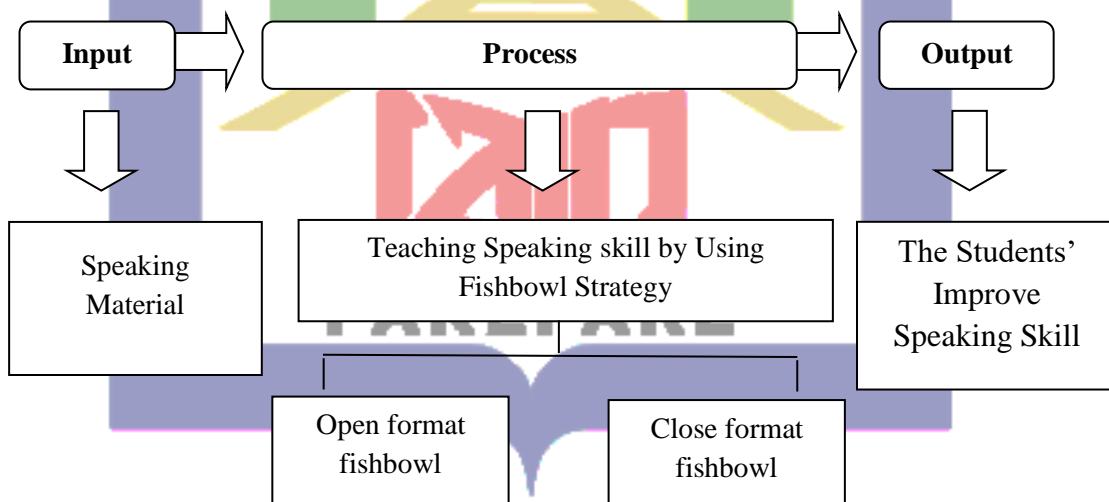 Input
Process
Output
Speaking
Material
Teaching Speaking skill by Using
Fishbowl Strategy
The Students’
Improve
Speaking Skill
Open format
fishbowl
Close format
fishbowl